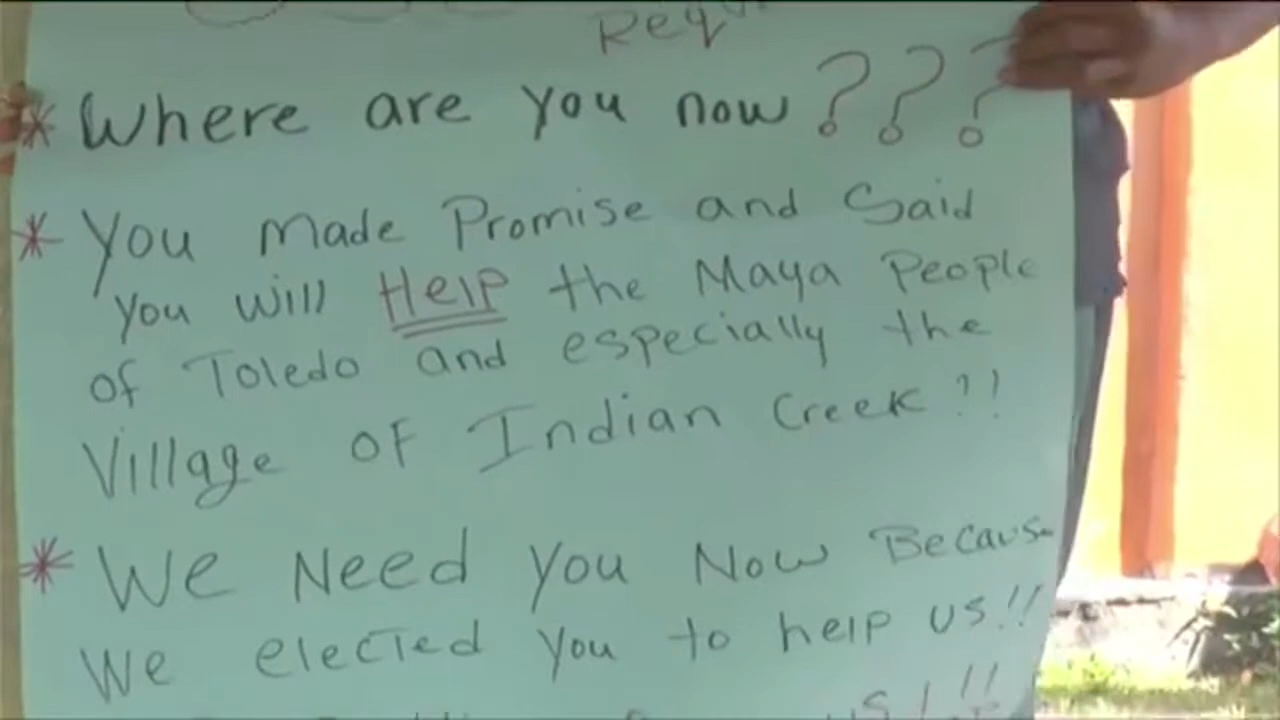 * Where are you now ???
* You made Promise and Said
you will Help the Maya People
of Toledo and especially the
Village of Indian Creek !!
* We Need you Now Because
We elected you to help us!!